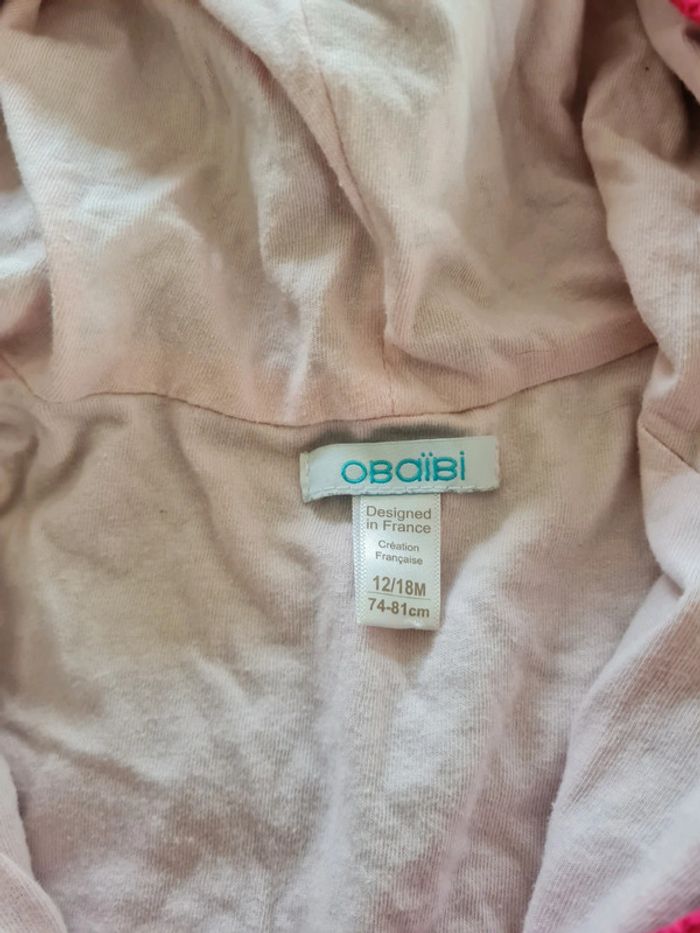 OBaïBi
Designed
in France
Création
Française
12/18M
74-81cm